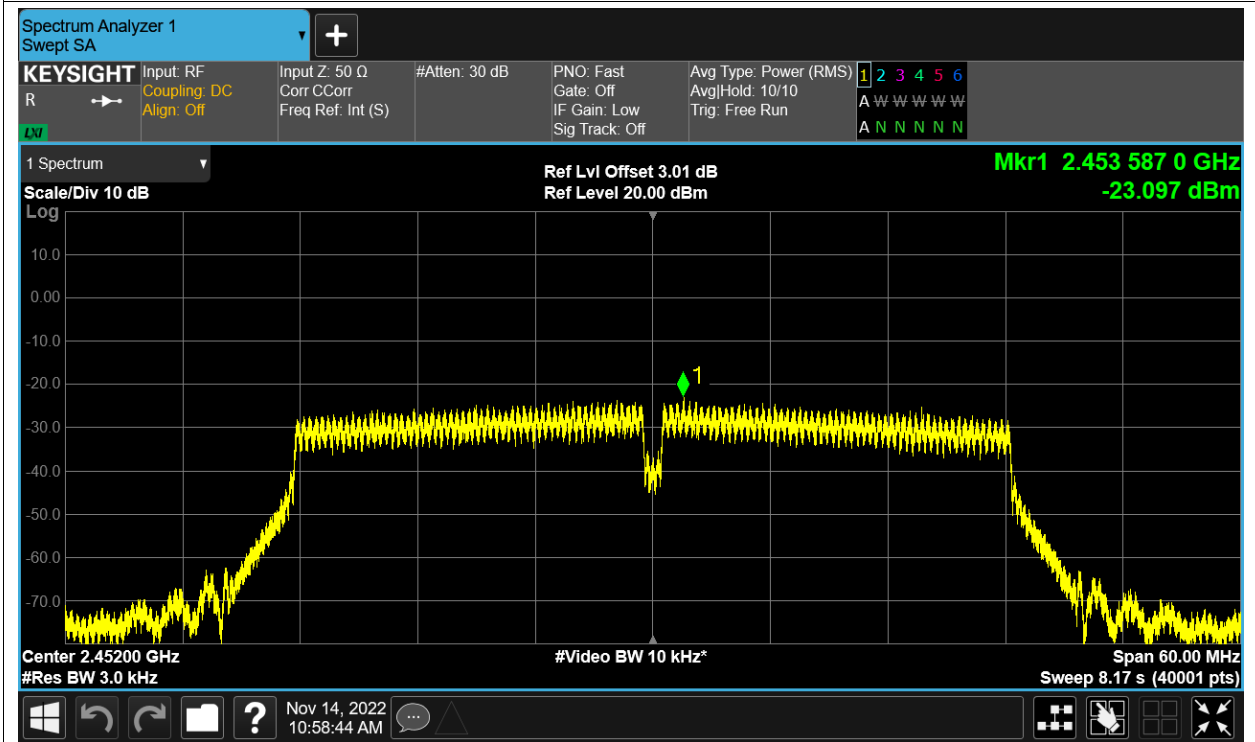 Spectrum Analyzer 1
Swept SA
+
KEYSIGHT
R
LXI
Input: RF
Coupling: DC
Align: Off
Input Z: 50 Ω
Corr CCorr
Freq Ref: Int (S)
#Atten: 30 dB
PNO: Fast
Gate: Off
IF Gain: Low
Sig Track: Off
Avg Type: Power (RMS)
Avg|Hold: 10/10
Trig: Free Run
1 2 3 4 5 6
A W W W W W
A N N N N N
1 Spectrum
Scale/Div 10 dB
Log
Ref Lvl Offset 3.01 dB
Ref Level 20.00 dBm
Mkr1 2.453 587 0 GHz
-23.097 dBm
10.0
0.00
-10.0
-20.0
-30.0
-40.0
-50.0
-60.0
-70.0
1
Center 2.45200 GHz
#Res BW 3.0 kHz
#Video BW 10 kHz*
Span 60.00 MHz
Sweep 8.17 s (40001 pts)
?
Nov 14, 2022
10:58:44 AM